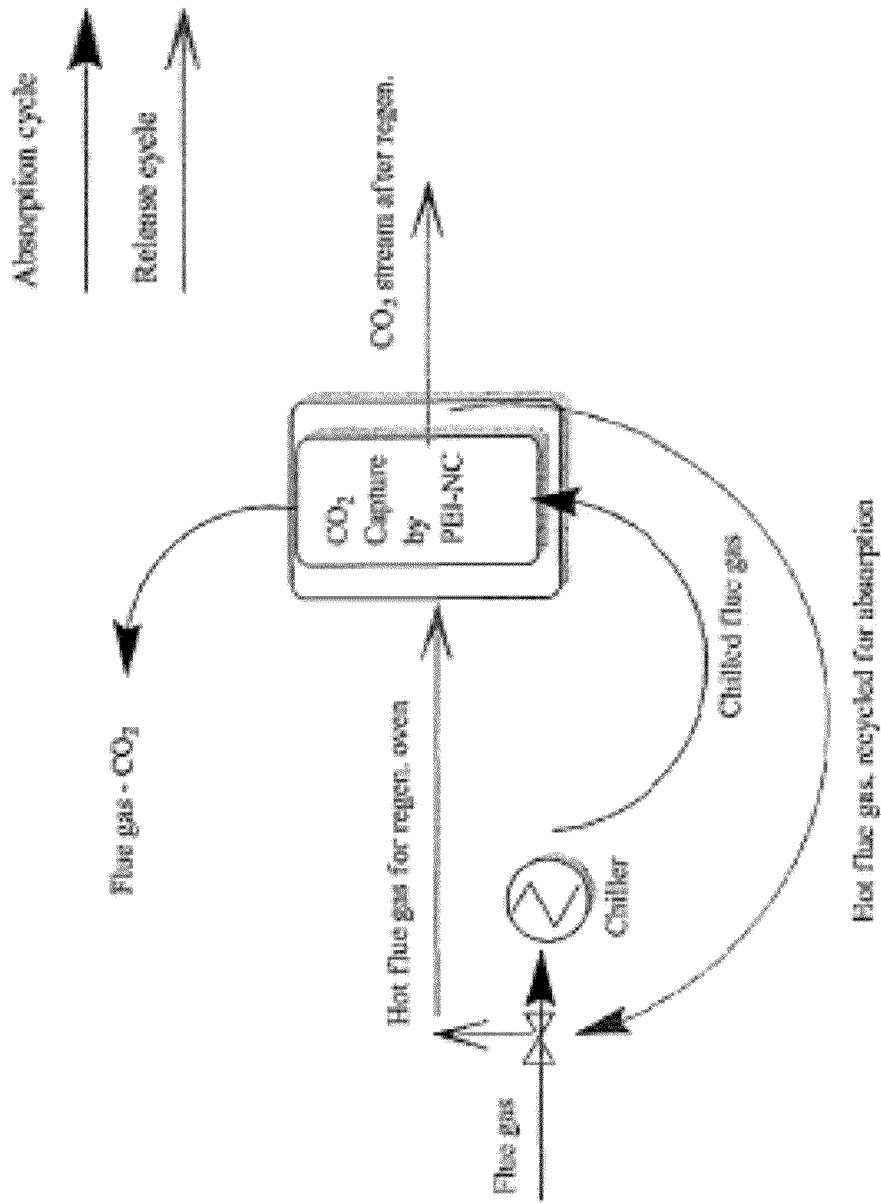 Absorption cycle
Release cycle
Flue gas - CO₂
CO₂
Capture
by
PEI-NC
CO₂ stream after regen.
Hot flue gas for regen. oven
Flue gas
Chiller
Chilled flue gas
Hot flue gas, recycled for absorption